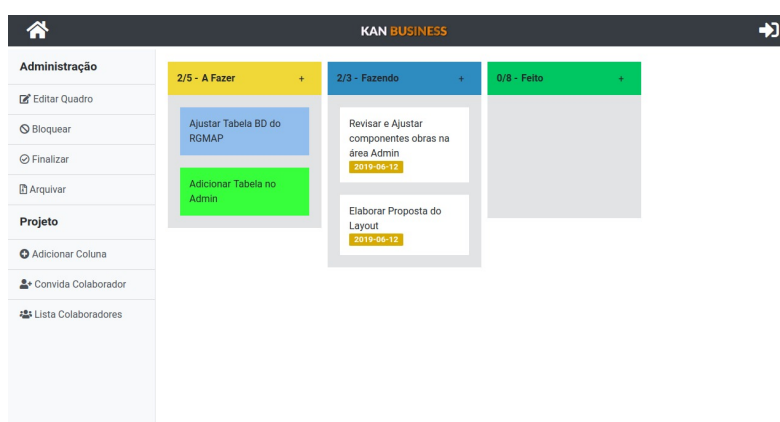 KAN BUSINESS
Administração
Editar Quadro
Bloquear
Finalizar
Arquivar
Projeto
Adicionar Coluna
Convida Colaborador
Lista Colaboradores
2/5 - A Fazer +
Ajustar Tabela BD do
RGMAP
Adicionar Tabela no
Admin
2/3 - Fazendo +
Revisar e Ajustar
componentes obras na
área Admin
2019-06-12
Elaborar Proposta do
Layout
2019-06-12
0/8 - Feito +